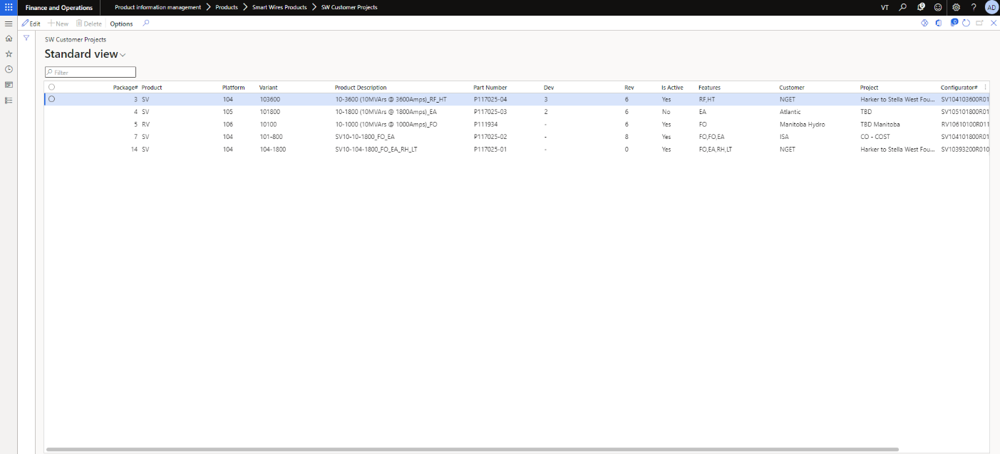 Finance and Operations Product information management Products Smart Wires Products SW Customer Projects VT 0 ? AD
Edit New Delete Options 0
SW Customer Projects
Standard view
Filter
Package# Product Platform Variant Product Description Part Number Dev Rev Is Active Features Customer Project Configurator#
3 SV 104 103600 10-3600 (10MVArs @ 3600Amps)_RF_HT P117025-04 3 6 Yes RF,HT NGET Harker to Stella West Fou... SV104103600R01
4 SV 105 101800 10-1800 (10MVArs @ 1800Amps)_EA P117025-03 2 6 No EA Atlantic TBD SV105101800R01
5 RV 106 10100 10-1000 (10MVArs @ 1000Amps)_FO P111934 - 6 Yes FO Manitoba Hydro TBD Manitoba RV10610100R011
7 SV 104 101-800 SV10-10-1800_FO_EA P117025-02 - 8 Yes FO,FO,EA ISA CO - COST SV104101800R01
14 SV 104 104-1800 SV10-104-1800_FO_EA_RH_LT P117025-01 - 0 Yes FO,EA,RH,LT NGET Harker to Stella West Fou... SV10393200R010